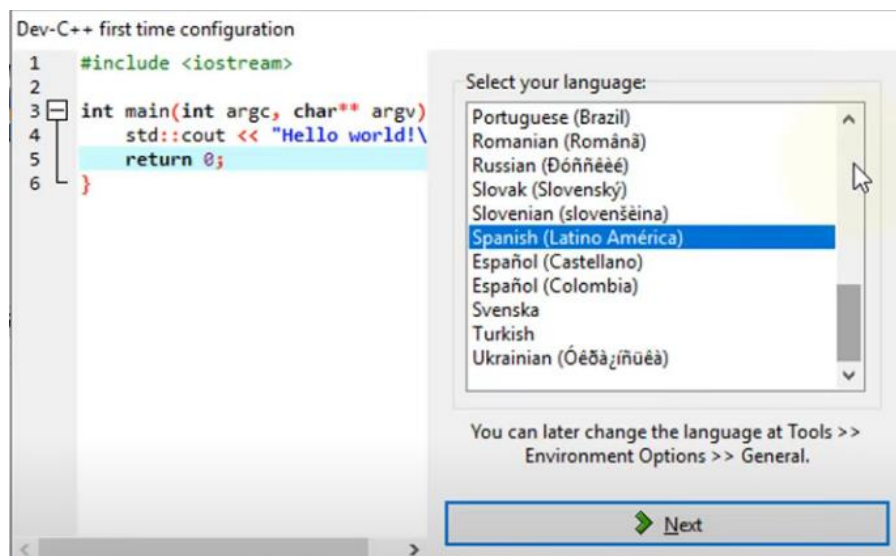 Dev-C++ first time configuration
1 #include <iostream>
2
3 int main(int argc, char** argv)
4 std::cout << "Hello world!\
5 return 0;
6 }
Select your language:
Portuguese (Brazil)
Romanian (Românã)
Russian (Ðóññêèé)
Slovak (Slovenský)
Slovenian (slovenšèina)
Spanish (Latino América)
Español (Castellano)
Español (Colombia)
Svenska
Turkish
Ukrainian (Óêðà¿íñüêà)
You can later change the language at Tools >>
Environment Options >> General.
Next